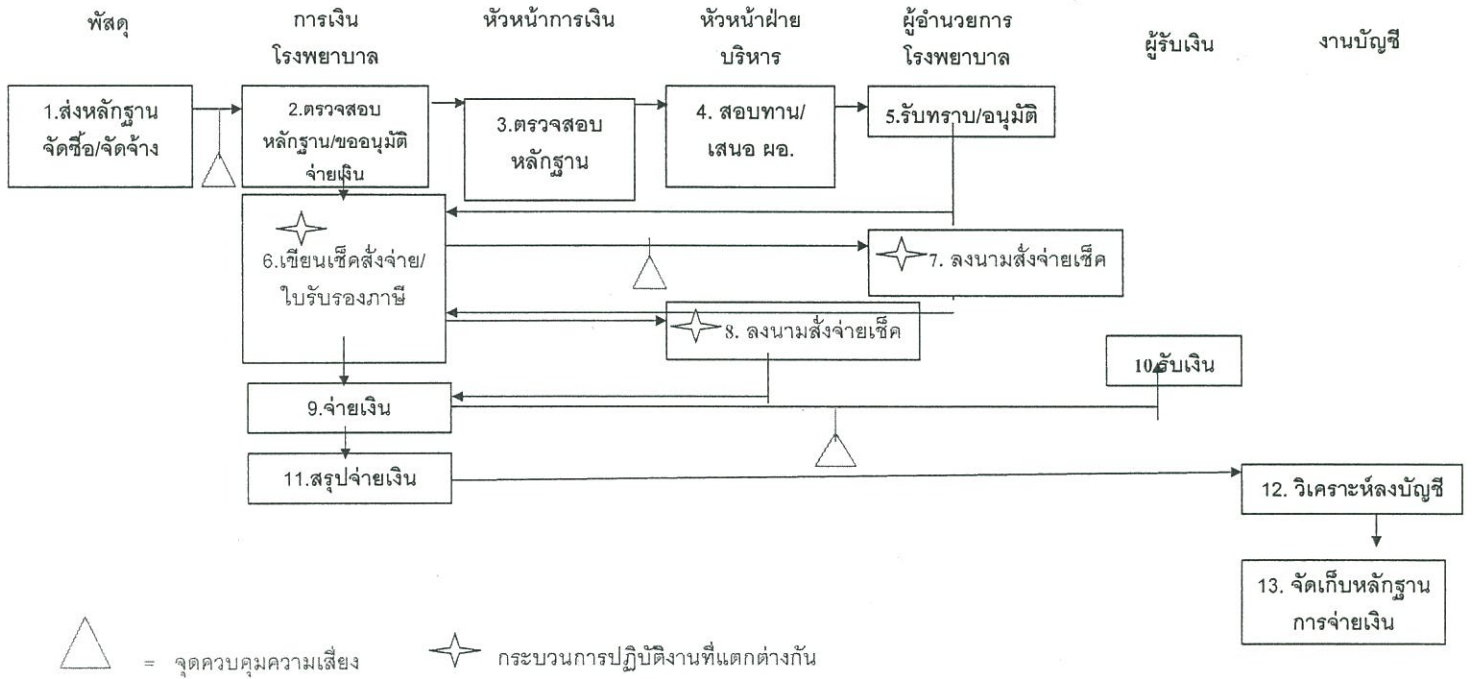 พัสดุ
การเงิน
โรงพยาบาล
หัวหน้าการเงิน
หัวหน้าฝ่าย
บริหาร
ผู้อำนวยการ
โรงพยาบาล
ผู้รับเงิน
งานบัญชี
1.ส่งหลักฐาน
จัดซื้อ/จัดจ้าง
2.ตรวจสอบ
หลักฐาน/ขออนุมัติ
จ่ายเงิน
3.ตรวจสอบ
หลักฐาน
4. สอบทาน/
เสนอ ผอ.
5.รับทราบ/อนุมัติ
6.เขียนเช็คสั่งจ่าย/
ใบรับรองภาษี
7. ลงนามสั่งจ่ายเช็ค
8. ลงนามสั่งจ่ายเช็ค
9.จ่ายเงิน
10.รับเงิน
11.สรุปจ่ายเงิน
12. วิเคราะห์ลงบัญชี
13. จัดเก็บหลักฐาน
การจ่ายเงิน
= จุดควบคุมความเสี่ยง
กระบวนการปฏิบัติงานที่แตกต่างกัน